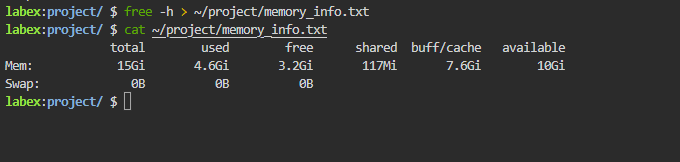 labex:project/ $ free -h > ~/project/memory_info.txt
labex:project/ $ cat ~/project/memory_info.txt
              total        used        free      shared  buff/cache   available
Mem:           15Gi       4.6Gi       3.2Gi       117Mi       7.6Gi        10Gi
Swap:            0B          0B          0B
labex:project/ $